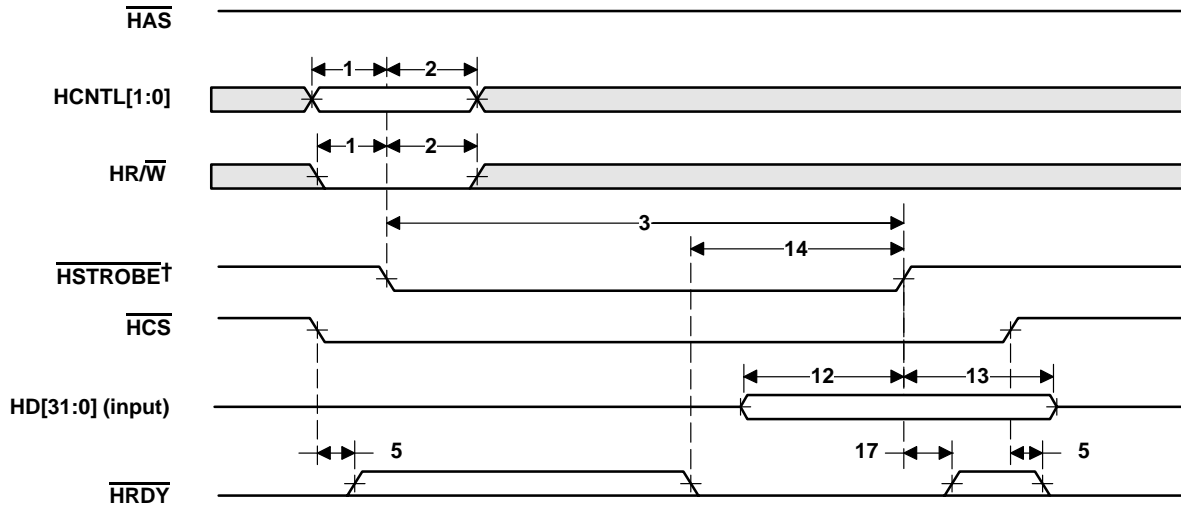 HAS
1 2
HCNTL[1:0]
1 2
HR/W
3
14
HSTROBE†
HCS
12 13
HD[31:0] (input)
5 17 5
HRDY